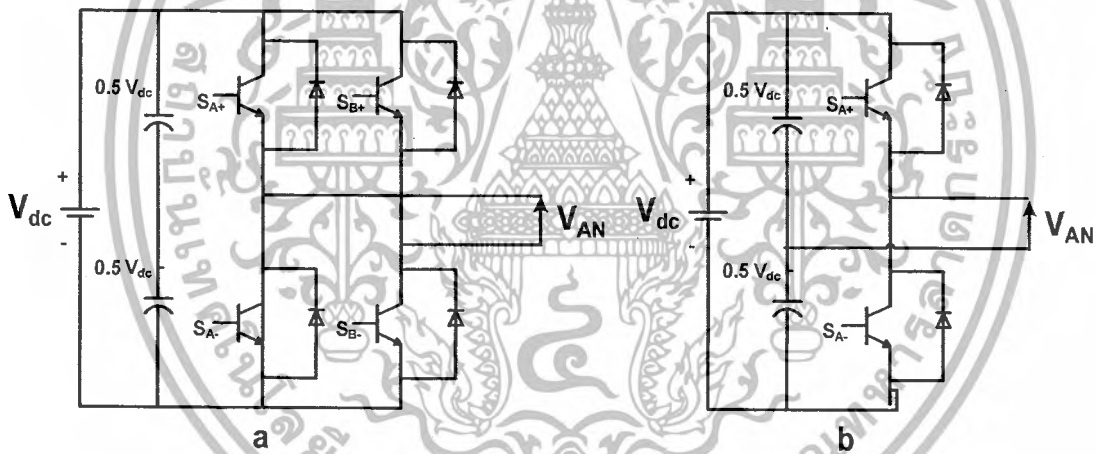 0.5 V_dc
S_A+
S_B+
+
V_dc
-
V_AN
0.5 V_dc
S_A-
S_B-
a
0.5 V_dc
S_A+
+
V_dc
-
V_AN
0.5 V_dc
S_A-
b